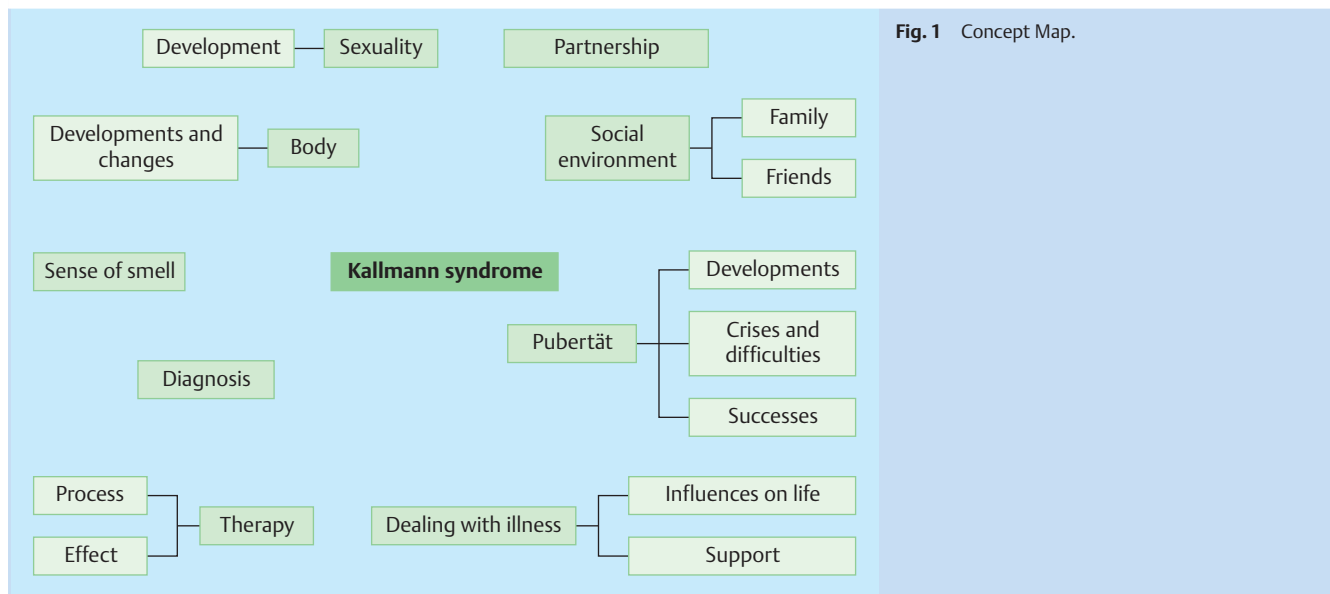 Development
Sexuality
Partnership
Fig. 1 Concept Map.
Developments and
changes
Body
Social
environment
Family
Friends
Sense of smell
Kallmann syndrome
Pubertät
Developments
Crises and
difficulties
Successes
Diagnosis
Process
Effect
Therapy
Dealing with illness
Influences on life
Support